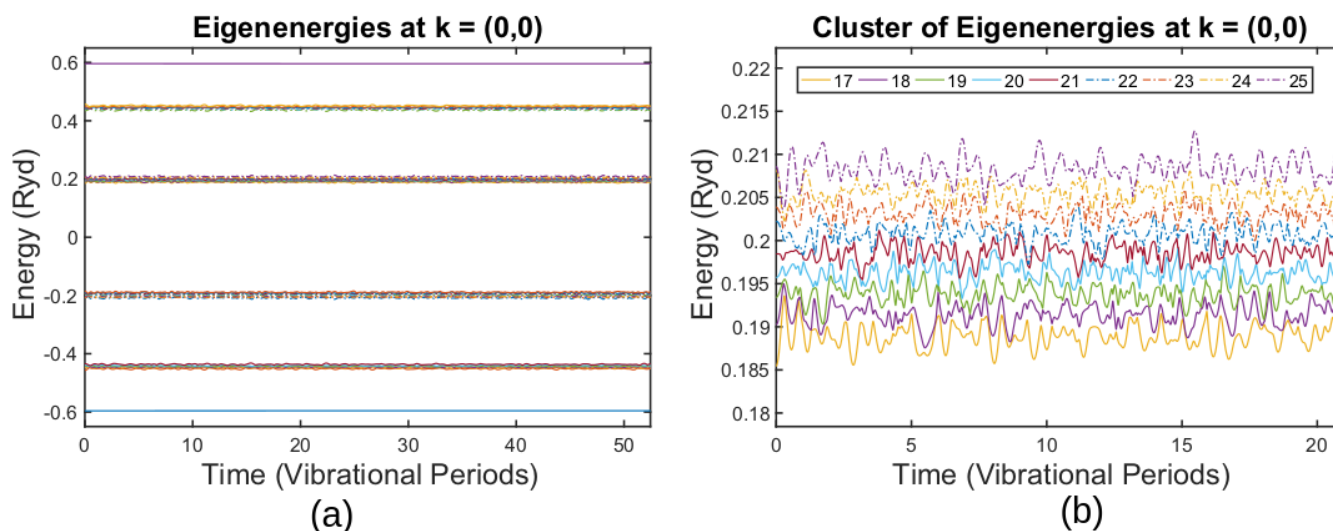 Eigenenergies at k = (0,0)
Energy (Ryd)
0.6
0.4
0.2
0
-0.2
-0.4
-0.6
0 10 20 30 40 50
Time (Vibrational Periods)
(a)
Cluster of Eigenenergies at k = (0,0)
17 18 19 20 21 22 23 24 25
Energy (Ryd)
0.22
0.215
0.21
0.205
0.2
0.195
0.19
0.185
0.18
0 5 10 15 20
Time (Vibrational Periods)
(b)